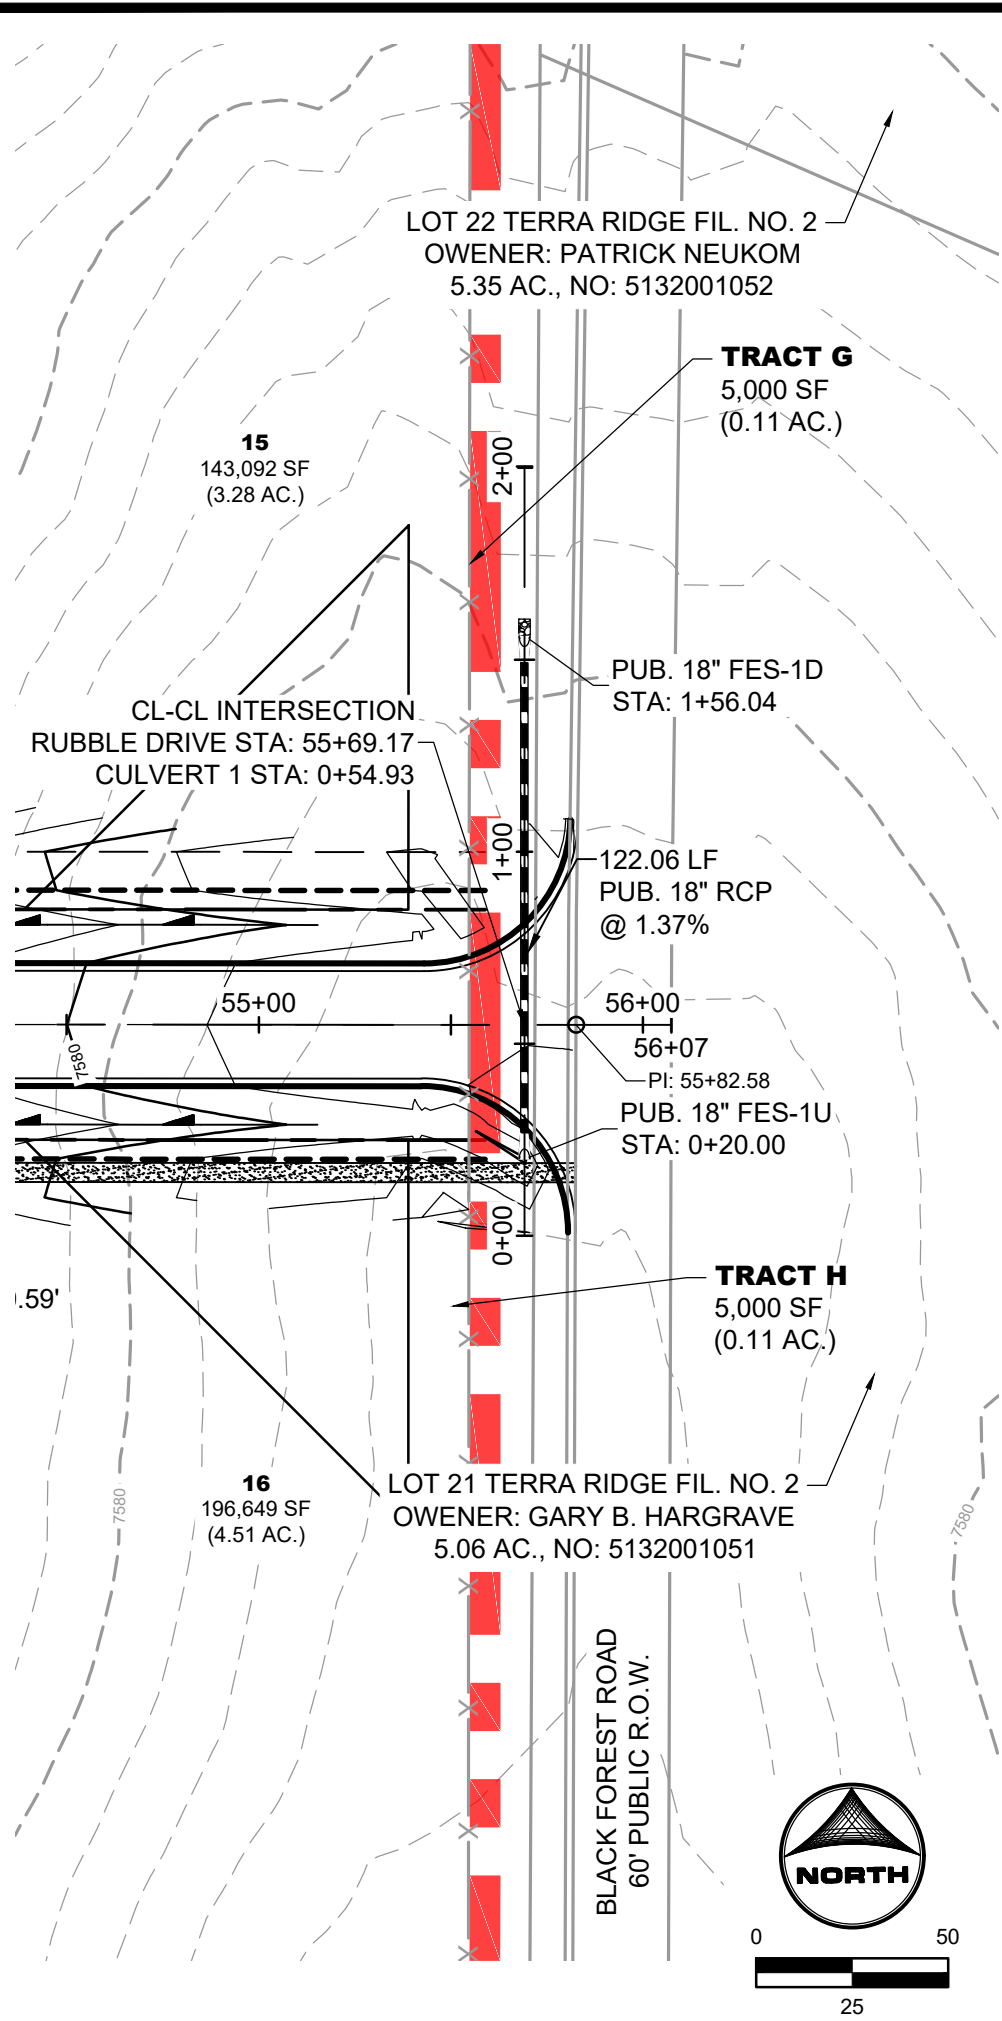 LOT 22 TERRA RIDGE FIL. NO. 2
OWENER: PATRICK NEUKOM
5.35 AC., NO: 5132001052
TRACT G
5,000 SF
(0.11 AC.)
15
143,092 SF
(3.28 AC.)
2+00
PUB. 18" FES-1D
STA: 1+56.04
CL-CL INTERSECTION
RUBBLE DRIVE STA: 55+69.17
CULVERT 1 STA: 0+54.93
1+00
122.06 LF
PUB. 18" RCP
@ 1.37%
55+00
56+00
56+07
7580
PI: 55+82.58
PUB. 18" FES-1U
STA: 0+20.00
0+00
TRACT H
5,000 SF
(0.11 AC.)
.59'
16
196,649 SF
(4.51 AC.)
LOT 21 TERRA RIDGE FIL. NO. 2
OWENER: GARY B. HARGRAVE
5.06 AC., NO: 5132001051
7580
7580
BLACK FOREST ROAD
60' PUBLIC R.O.W.
NORTH
0
50
25